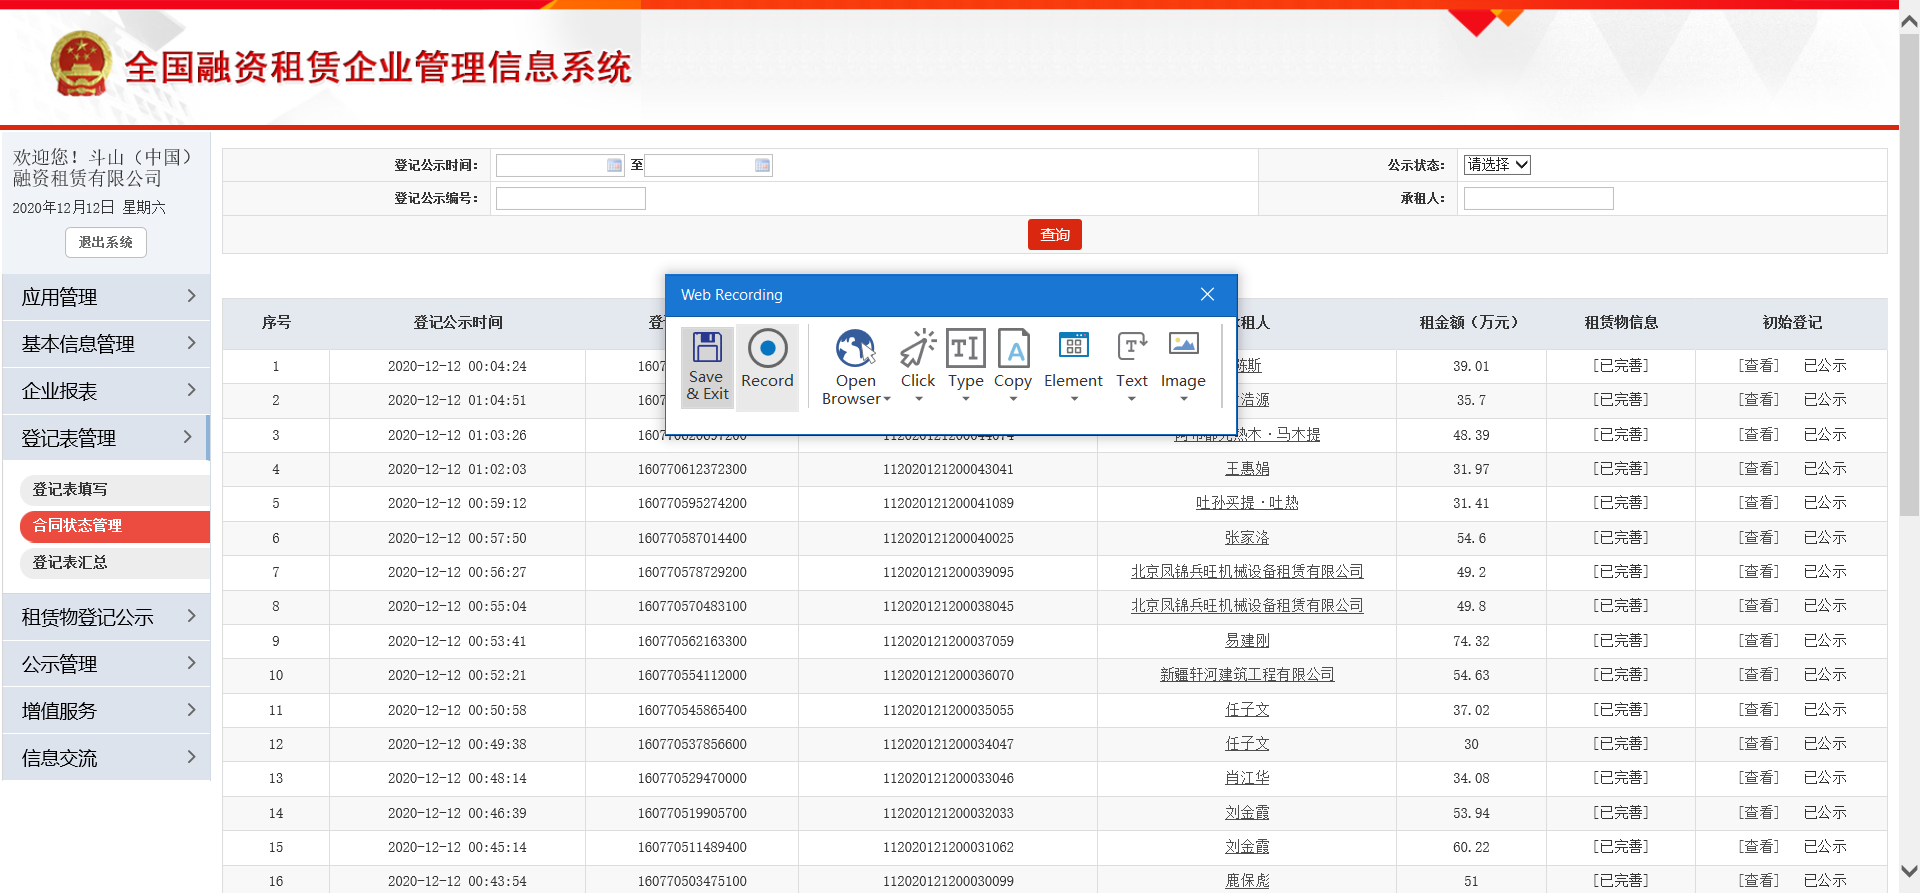 全国融资租赁企业管理信息系统
欢迎您！斗山（中国）
融资租赁有限公司
2020年12月12日 星期六
退出系统
应用管理
基本信息管理
企业报表
登记表管理
登记表填写
合同状态管理
登记表汇总
租赁物登记公示
公示管理
增值服务
信息交流
登记公示时间： 至 公示状态： 请选择
登记公示编号： 承租人：
查询
Web Recording
Save & Exit
Record
Open Browser
Click
Type
Copy
Element
Text
Image
序号 登记公示时间 登 租人 租金额（万元） 租赁物信息 初始登记
1 2020-12-12 00:04:24 1607 斯 39.01 [已完善] [查看] 已公示
2 2020-12-12 01:04:51 1607 浩源 35.7 [已完善] [查看] 已公示
3 2020-12-12 01:03:26 木·马木提 48.39 [已完善] [查看] 已公示
4 2020-12-12 01:02:03 160770612372300 112020121200043041 王惠娟 31.97 [已完善] [查看] 已公示
5 2020-12-12 00:59:12 160770595274200 112020121200041089 吐孙买提·吐热 31.41 [已完善] [查看] 已公示
6 2020-12-12 00:57:50 160770587014400 112020121200040025 张家洛 54.6 [已完善] [查看] 已公示
7 2020-12-12 00:56:27 160770578729200 112020121200039095 北京凤锦兵旺机械设备租赁有限公司 49.2 [已完善] [查看] 已公示
8 2020-12-12 00:55:04 160770570483100 112020121200038045 北京凤锦兵旺机械设备租赁有限公司 49.8 [已完善] [查看] 已公示
9 2020-12-12 00:53:41 160770562163300 112020121200037059 易建刚 74.32 [已完善] [查看] 已公示
10 2020-12-12 00:52:21 160770554112000 112020121200036070 新疆轩河建筑工程有限公司 54.63 [已完善] [查看] 已公示
11 2020-12-12 00:50:58 160770545865400 112020121200035055 任子文 37.02 [已完善] [查看] 已公示
12 2020-12-12 00:49:38 160770537856600 112020121200034047 任子文 30 [已完善] [查看] 已公示
13 2020-12-12 00:48:14 160770529470000 112020121200033046 肖江华 34.08 [已完善] [查看] 已公示
14 2020-12-12 00:46:39 160770519905700 112020121200032033 刘金霞 53.94 [已完善] [查看] 已公示
15 2020-12-12 00:45:14 160770511489400 112020121200031062 刘金霞 60.22 [已完善] [查看] 已公示
16 2020-12-12 00:43:54 160770503475100 112020121200030099 鹿保彪 51 [已完善] [查看] 已公示